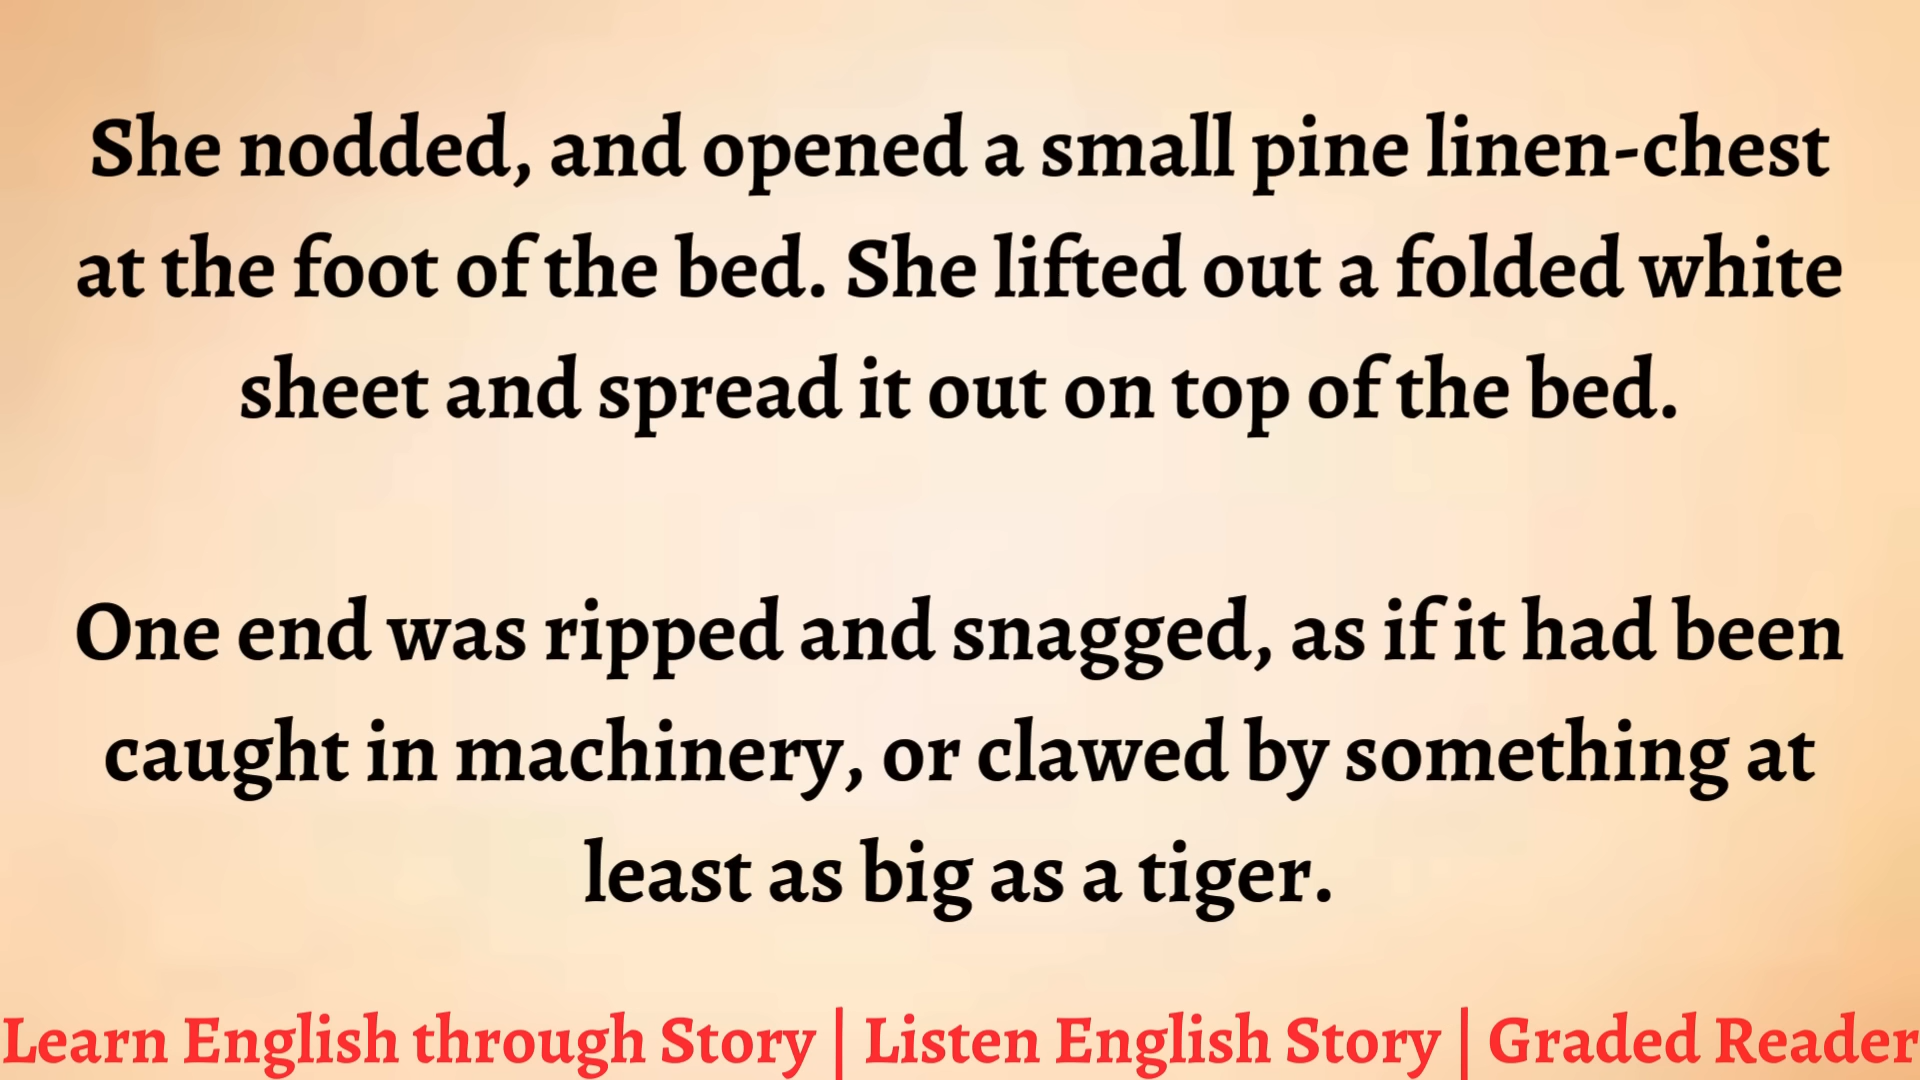 She nodded, and opened a small pine linen-chest
at the foot of the bed. She lifted out a folded white
sheet and spread it out on top of the bed.
One end was ripped and snagged, as if it had been
caught in machinery, or clawed by something at
least as big as a tiger.
Learn English through Story | Listen English Story | Graded Reader